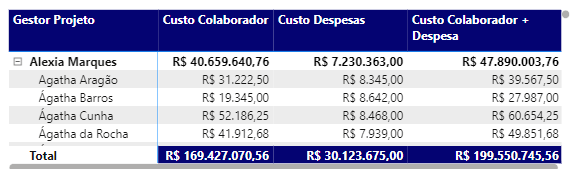 Gestor Projeto Custo Colaborador Custo Despesas Custo Colaborador +
Despesa
Alexia Marques R$ 40.659.640,76 R$ 7.230.363,00 R$ 47.890.003,76
Ágatha Aragão R$ 31.222,50 R$ 8.345,00 R$ 39.567,50
Ágatha Barros R$ 19.345,00 R$ 8.642,00 R$ 27.987,00
Ágatha Cunha R$ 52.186,25 R$ 8.468,00 R$ 60.654,25
Ágatha da Rocha R$ 41.912,68 R$ 7.939,00 R$ 49.851,68
Total R$ 169.427.070,56 R$ 30.123.675,00 R$ 199.550.745,56